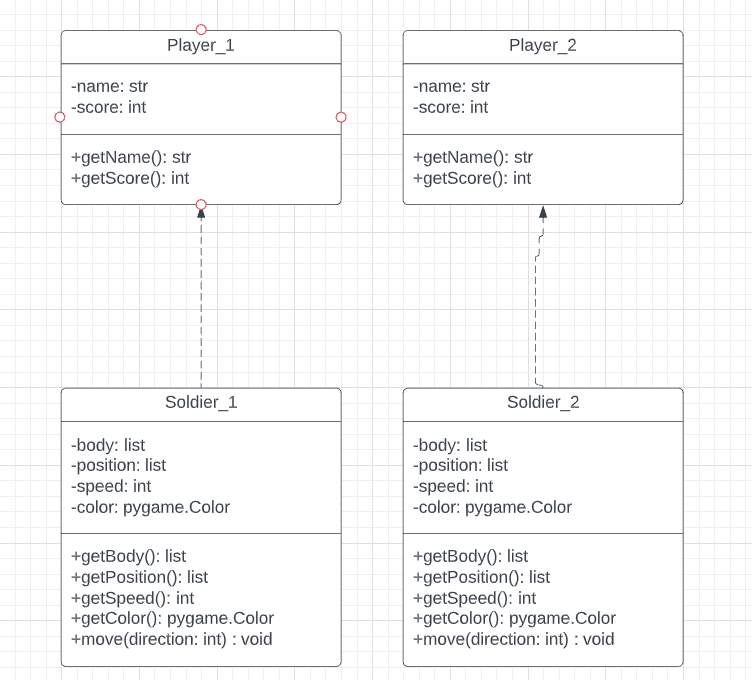 Player_1
-name: str
-score: int
+getName(): str
+getScore(): int
Player_2
-name: str
-score: int
+getName(): str
+getScore(): int
Soldier_1
-body: list
-position: list
-speed: int
-color: pygame.Color
+getBody(): list
+getPosition(): list
+getSpeed(): int
+getColor(): pygame.Color
+move(direction: int) : void
Soldier_2
-body: list
-position: list
-speed: int
-color: pygame.Color
+getBody(): list
+getPosition(): list
+getSpeed(): int
+getColor(): pygame.Color
+move(direction: int) : void